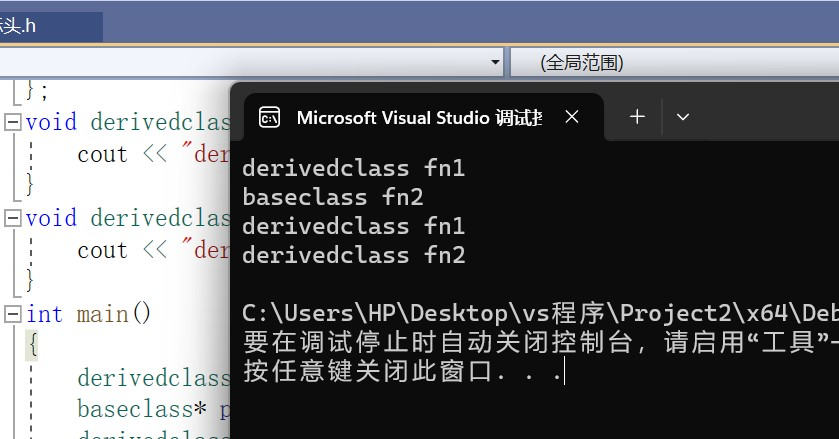 头.h
(全局范围)
};
void derivedclas
cout << "der
}
void derivedclas
cout << "der
}
int main()
{
derivedclass
baseclass* p
derivedclass
Microsoft Visual Studio 调试控
derivedclass fn1
baseclass fn2
derivedclass fn1
derivedclass fn2
C:\Users\HP\Desktop\vs程序\Project2\x64\Deb
要在调试停止时自动关闭控制台，请启用“工具”-
按任意键关闭此窗口. . .